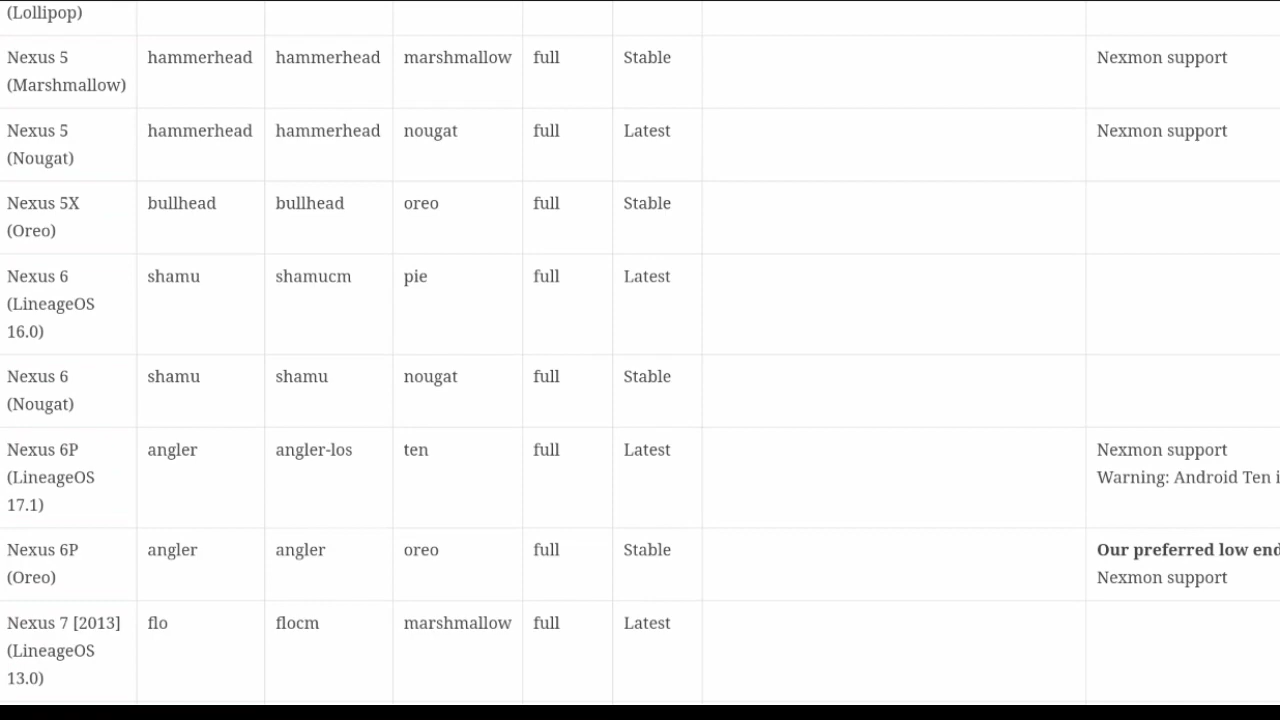 (Lollipop)
Nexus 5 hammerhead hammerhead marshmallow full Stable Nexmon support
(Marshmallow)
Nexus 5 hammerhead hammerhead nougat full Latest Nexmon support
(Nougat)
Nexus 5X bullhead bullhead oreo full Stable
(Oreo)
Nexus 6 shamu shamucm pie full Latest
(LineageOS
16.0)
Nexus 6 shamu shamu nougat full Stable
(Nougat)
Nexus 6P angler angler-los ten full Latest Nexmon support
(LineageOS Warning: Android Ten i
17.1)
Nexus 6P angler angler oreo full Stable Our preferred low end
(Oreo) Nexmon support
Nexus 7 [2013] flo flocm marshmallow full Latest
(LineageOS
13.0)